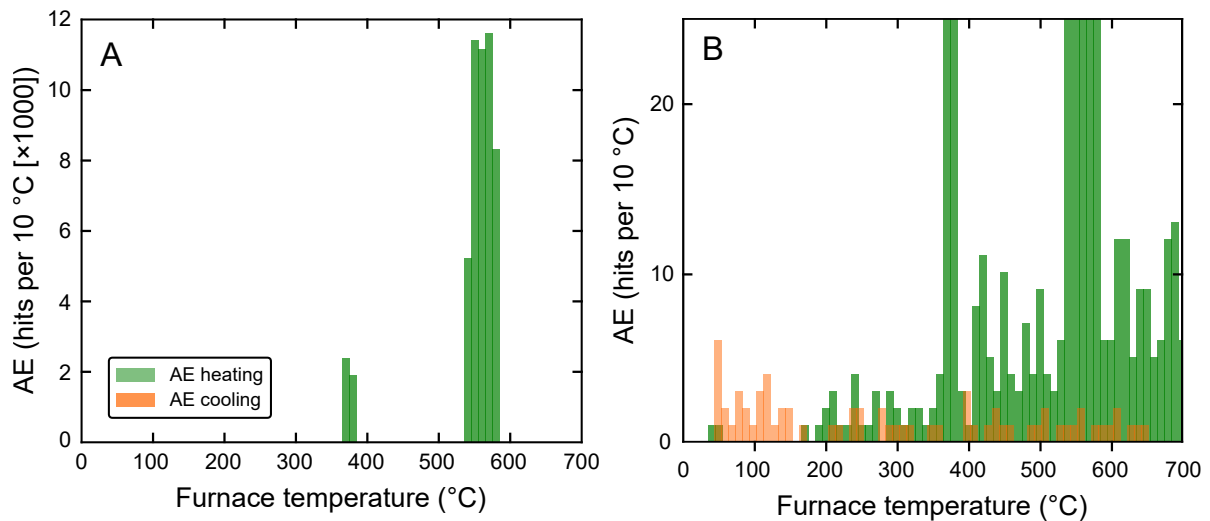 A
AE (hits per 10 °C [×1000])
12
10
8
6
4
2
0
AE heating
AE cooling
0 100 200 300 400 500 600 700
Furnace temperature (°C)
B
AE (hits per 10 °C)
20
10
0
0 100 200 300 400 500 600 700
Furnace temperature (°C)